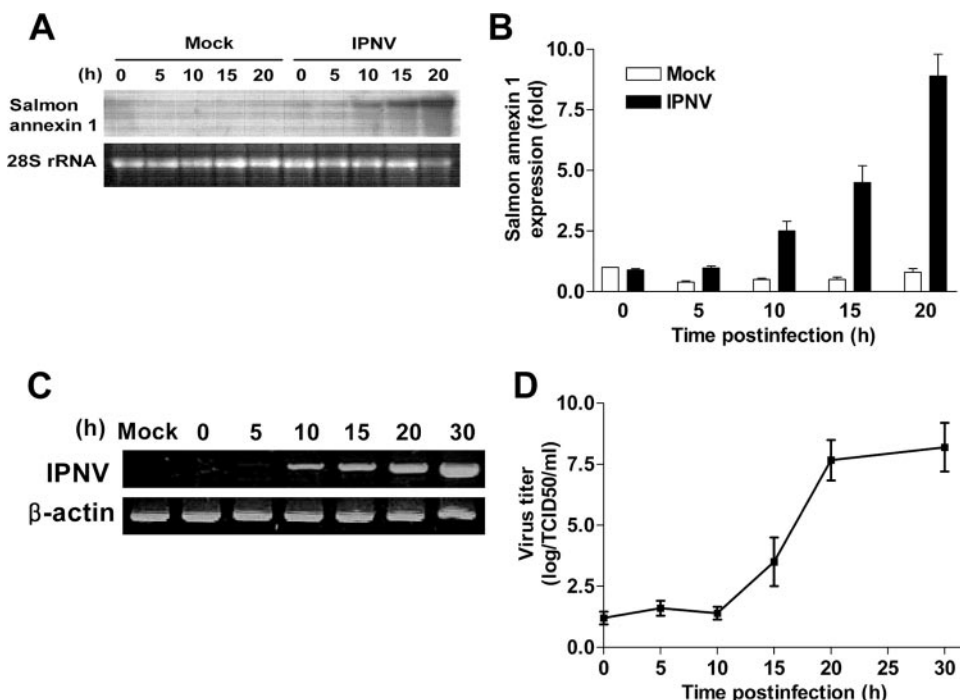 A
Mock IPNV
(h) 0 5 10 15 20 0 5 10 15 20
Salmon
annexin 1
28S rRNA
B
Salmon annexin 1
expression (fold)
10.0
7.5
5.0
2.5
0.0
Mock
IPNV
0 5 10 15 20
Time postinfection (h)
C
(h) Mock 0 5 10 15 20 30
IPNV
β-actin
D
Virus titer
(log/TCID50/ml)
10.0
7.5
5.0
2.5
0.0
0 5 10 15 20 25 30
Time postinfection (h)